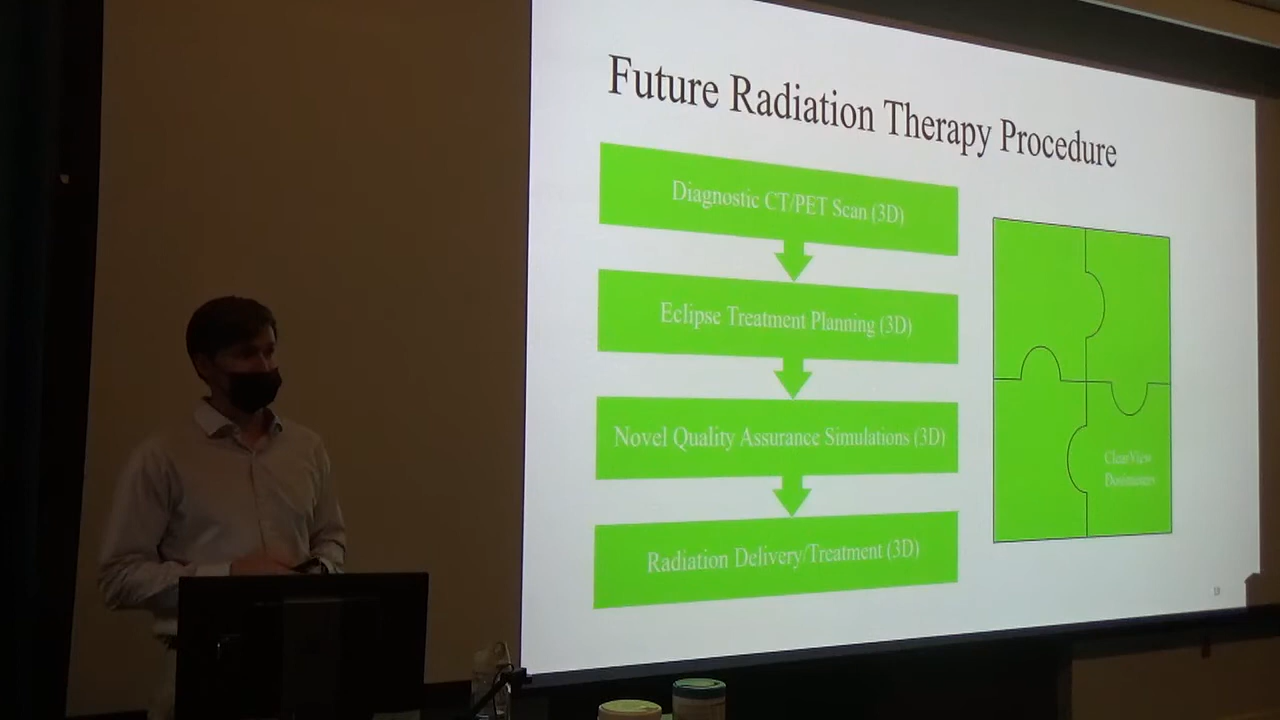 Future Radiation Therapy Procedure
Diagnostic CT/PET Scan (3D)
Eclipse Treatment Planning (3D)
Novel Quality Assurance Simulations (3D)
Radiation Delivery/Treatment (3D)
ClearView
Dosimeters